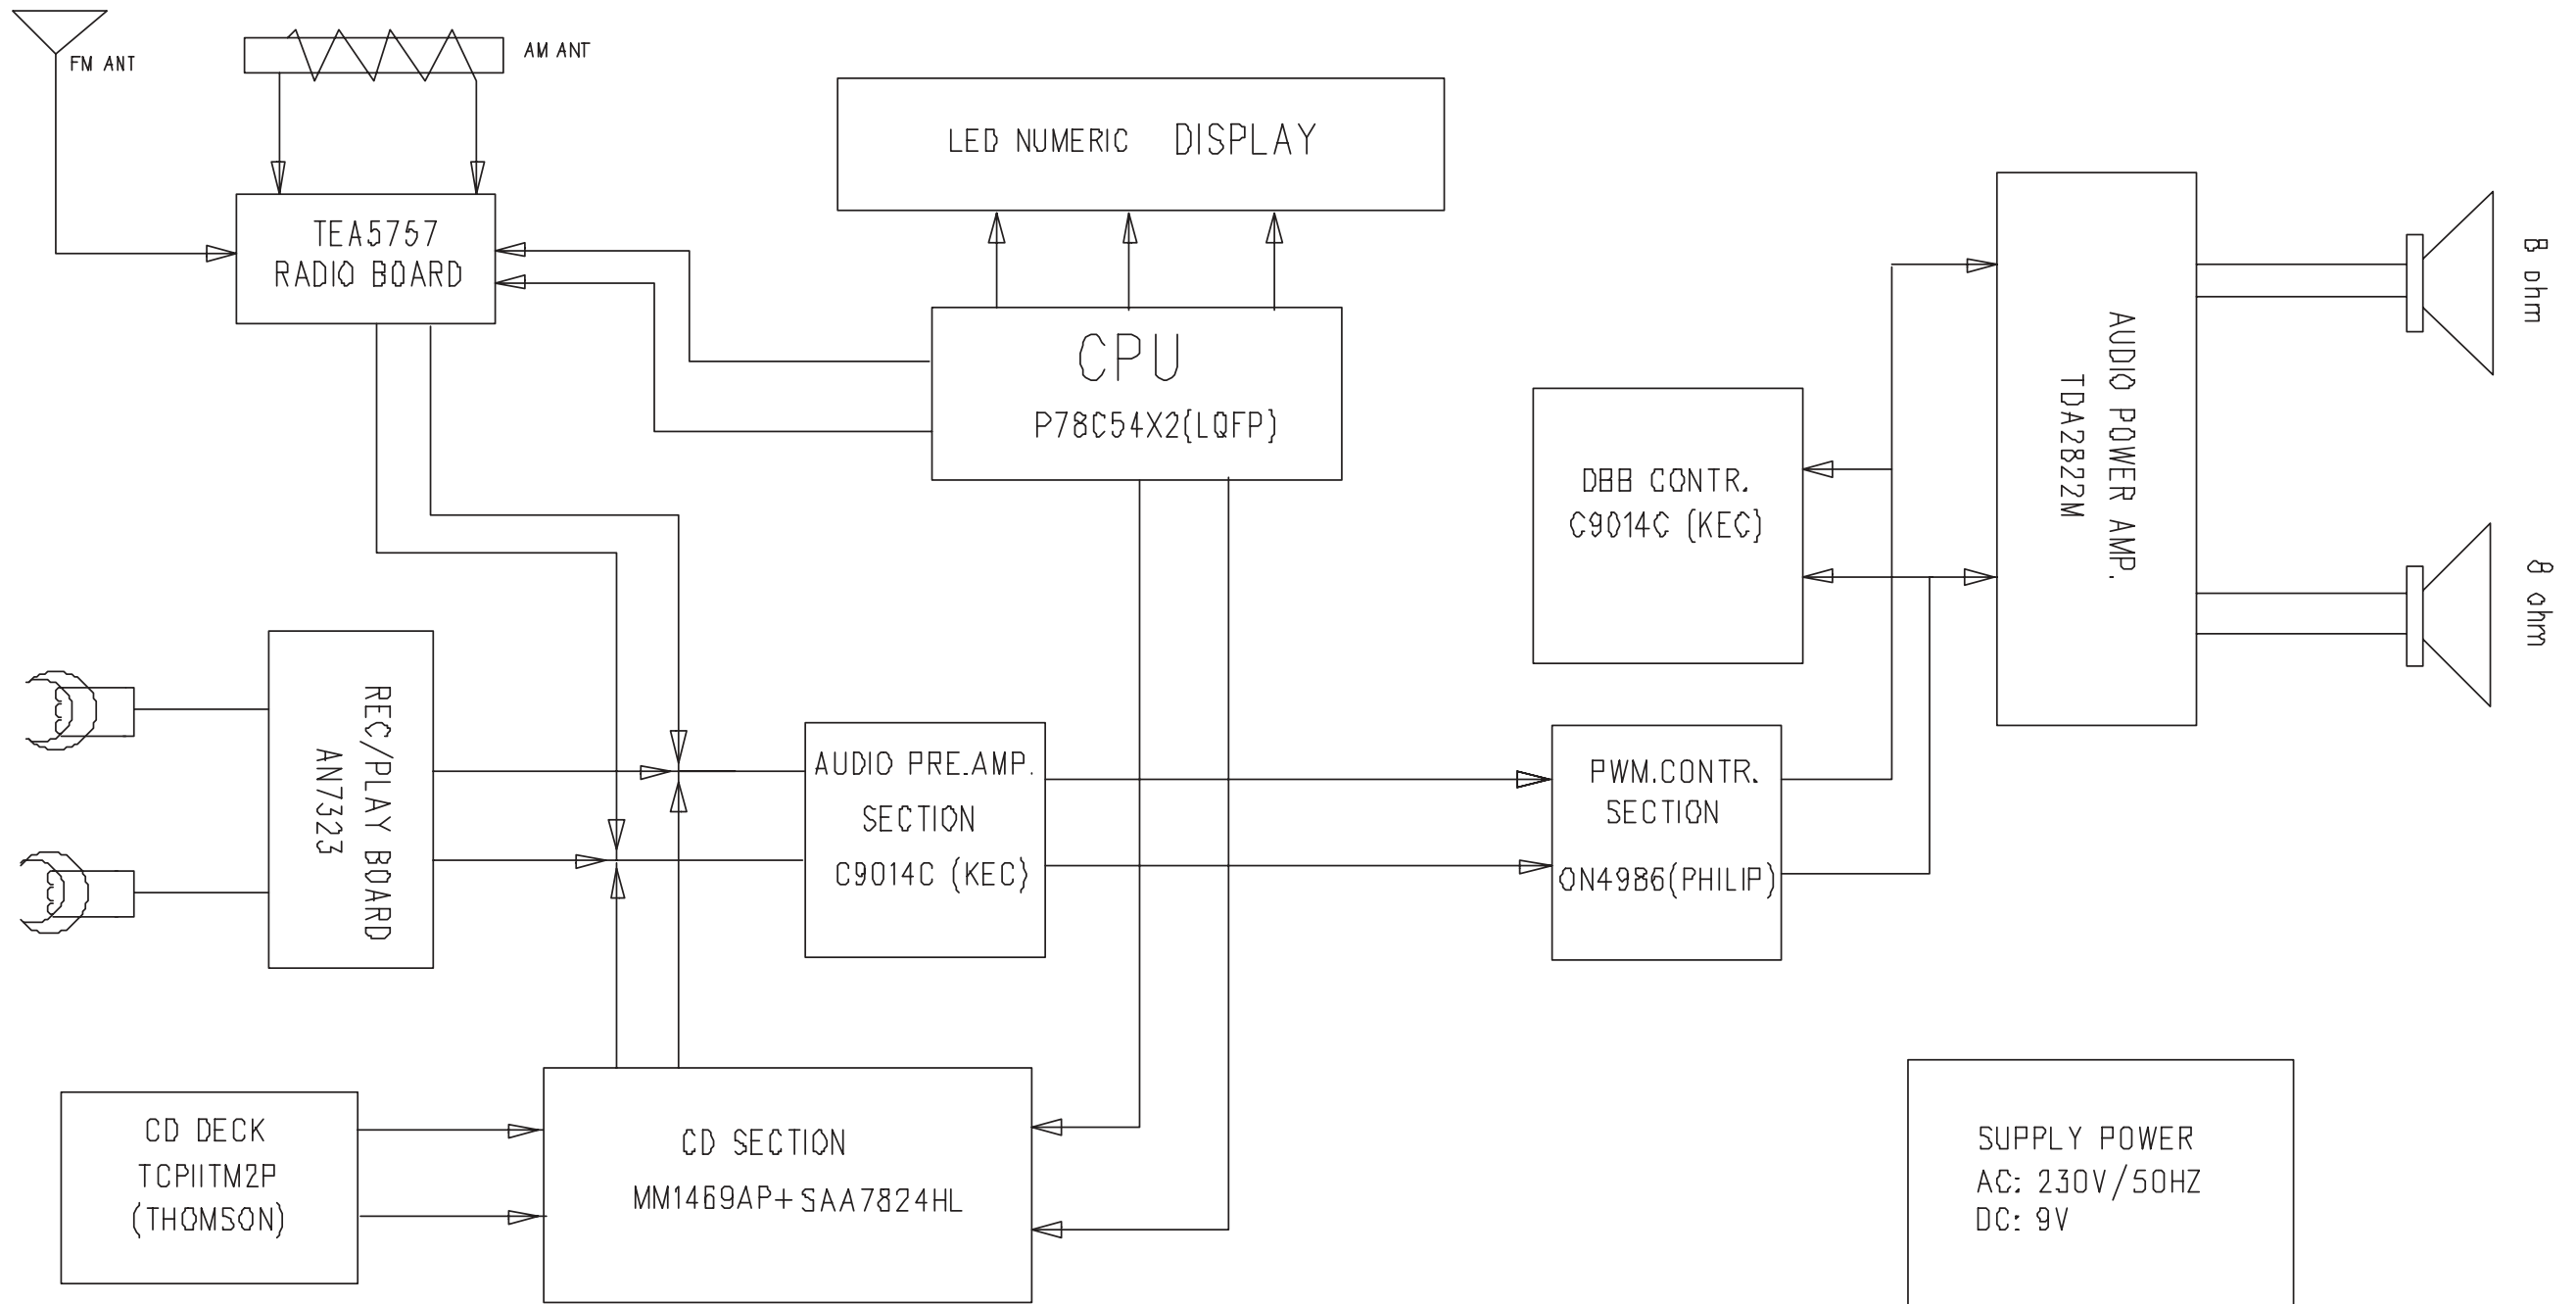 FM ANT
AM ANT
LED NUMERIC DISPLAY
TEA5757
RADIO BOARD
CPU
P78C54X2(LQFP)
DBB CONTR.
C9014C (KEC)
AUDIO POWER AMP.
TDA2822M
8 ohm
8 ohm
REC/PLAY BOARD
AN7323
AUDIO PRE.AMP.
SECTION
C9014C (KEC)
PWM.CONTR.
SECTION
ON4986(PHILIP)
CD DECK
TCPIITM2P
(THOMSON)
CD SECTION
MM1469AP+SAA7824HL
SUPPLY POWER
AC: 230V/50HZ
DC: 9V